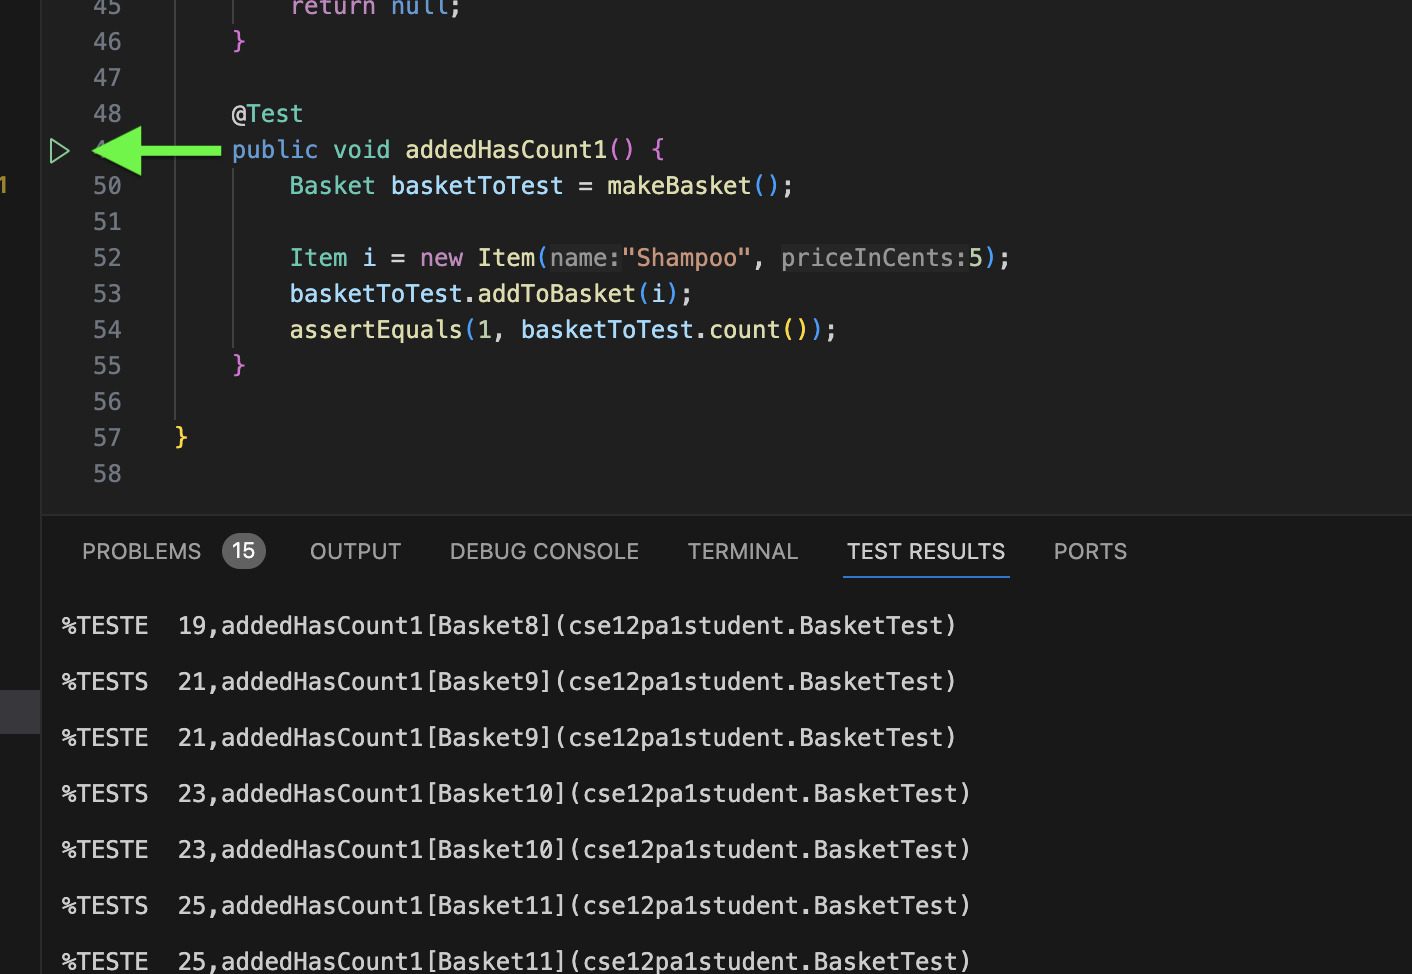 45 return null;
46 }
47
48 @Test
public void addedHasCount1() {
1
50 Basket basketToTest = makeBasket();
51
52 Item i = new Item(name:"Shampoo", priceInCents:5);
53 basketToTest.addToBasket(i);
54 assertEquals(1, basketToTest.count());
55 }
56
57 }
58
PROBLEMS 15 OUTPUT DEBUG CONSOLE TERMINAL TEST RESULTS PORTS
%TESTE 19,addedHasCount1[Basket8](cse12pa1student.BasketTest)
%TESTS 21,addedHasCount1[Basket9](cse12pa1student.BasketTest)
%TESTE 21,addedHasCount1[Basket9](cse12pa1student.BasketTest)
%TESTS 23,addedHasCount1[Basket10](cse12pa1student.BasketTest)
%TESTE 23,addedHasCount1[Basket10](cse12pa1student.BasketTest)
%TESTS 25,addedHasCount1[Basket11](cse12pa1student.BasketTest)
%TESTE 25,addedHasCount1[Basket11](cse12pa1student.BasketTest)